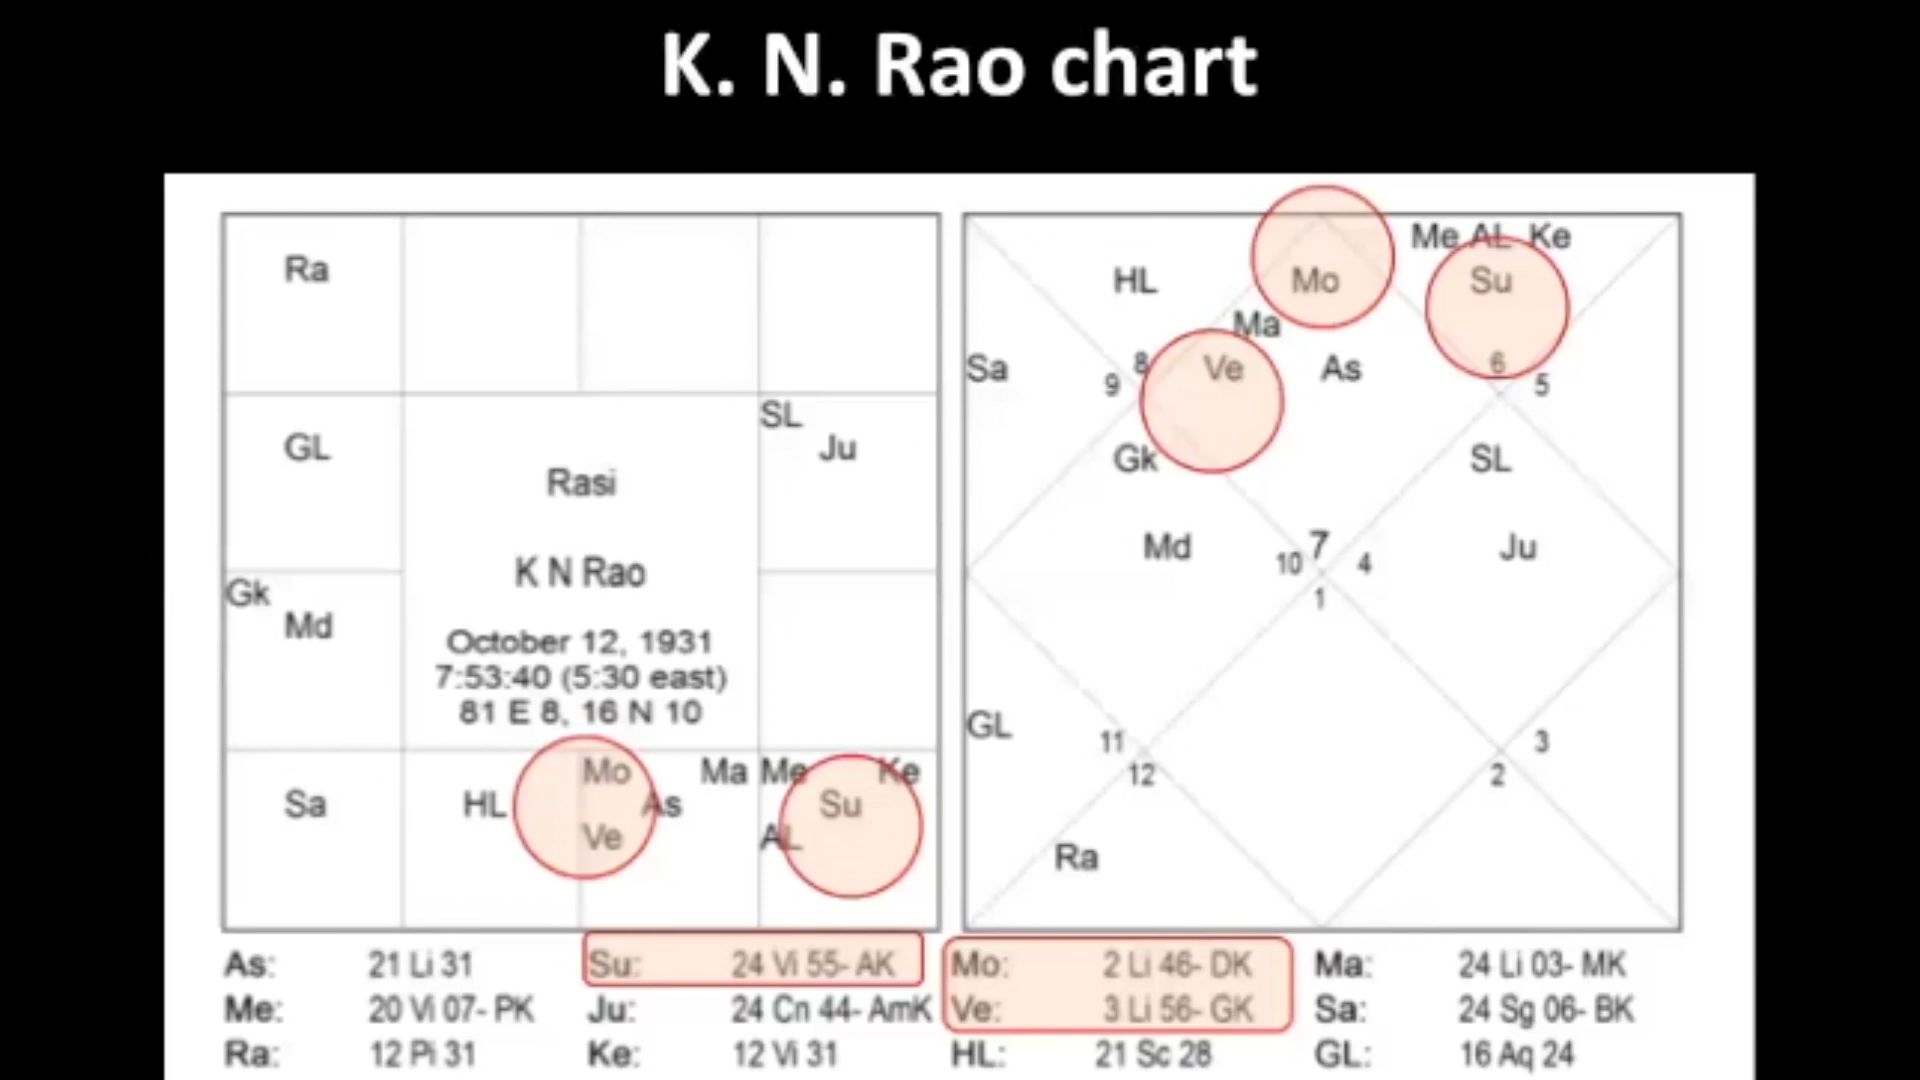 K. N. Rao chart
Ra
GL
SL
Ju
Rasi
K N Rao
Gk
Md
October 12, 1931
7:53:40 (5:30 east)
81 E 8, 16 N 10
Sa
HL
Mo
As
Ve
Ma
Me
Ke
Su
AL
Me AL Ke
HL
Mo
Su
Ma
Sa
8
Ve
As
6
9
5
Gk
SL
Md
10
7
4
Ju
1
GL
11
3
12
2
Ra
As: 21 Li 31 Su: 24 Vi 55- AK Mo: 2 Li 46- DK Ma: 24 Li 03- MK
Me: 20 Vi 07- PK Ju: 24 Cn 44- AmK Ve: 3 Li 56- GK Sa: 24 Sg 06- BK
Ra: 12 Pi 31 Ke: 12 Vi 31 HL: 21 Sc 28 GL: 16 Aq 24